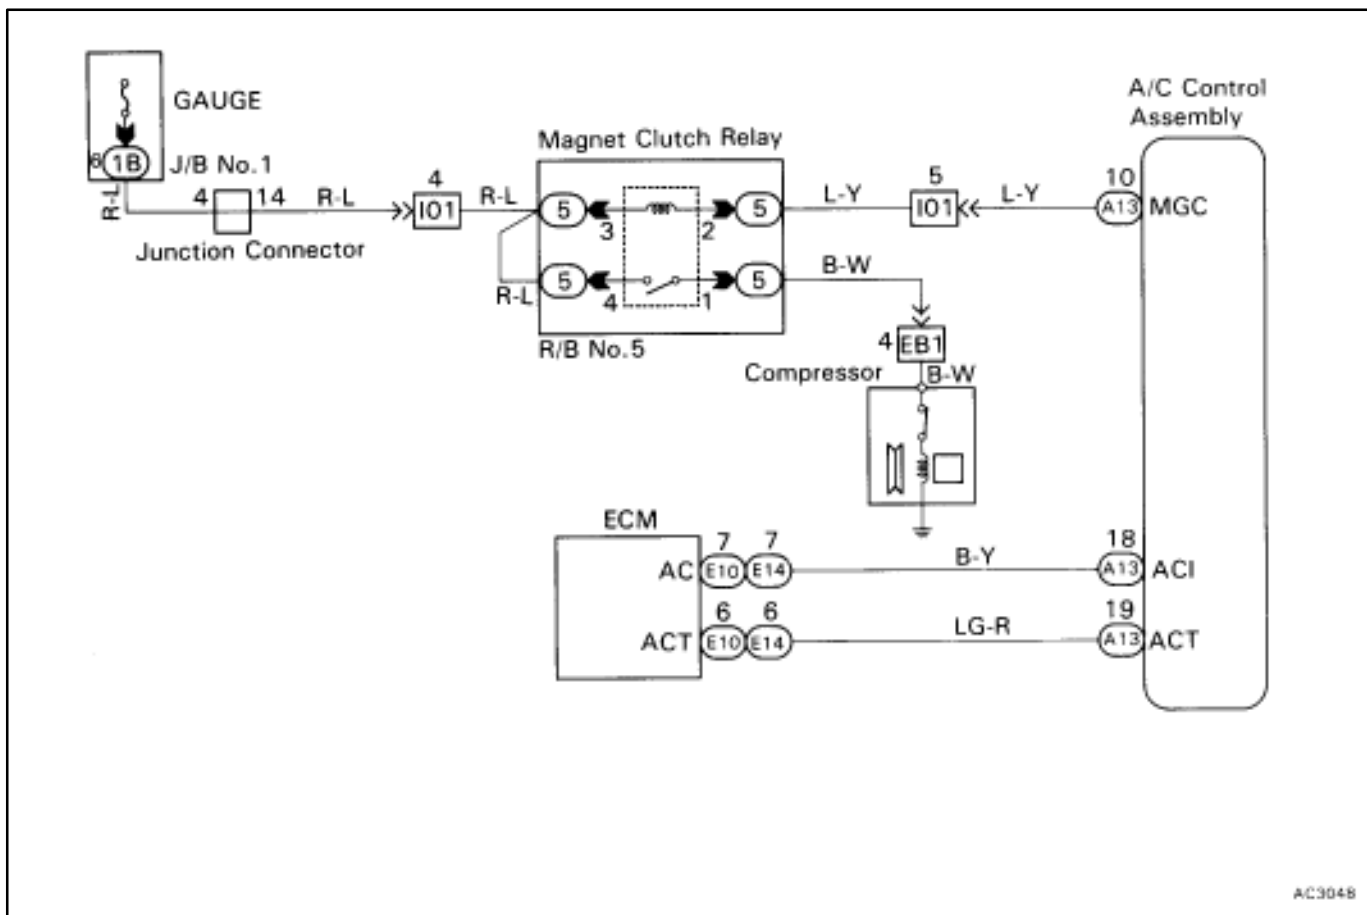 GAUGE
6 1B
J/B No.1
R-L
4
14
R-L
Junction Connector
4
I01
R-L
Magnet Clutch Relay
5
3
2
5
R-L
5
4
1
5
R/B No.5
L-Y
5
I01
L-Y
B-W
4 EB1
Compressor
B-W
A/C Control
Assembly
10
A13 MGC
ECM
7 7
AC E10 E14
B-Y
18
A13 ACI
6 6
ACT E10 E14
LG-R
19
A13 ACT
AC3048